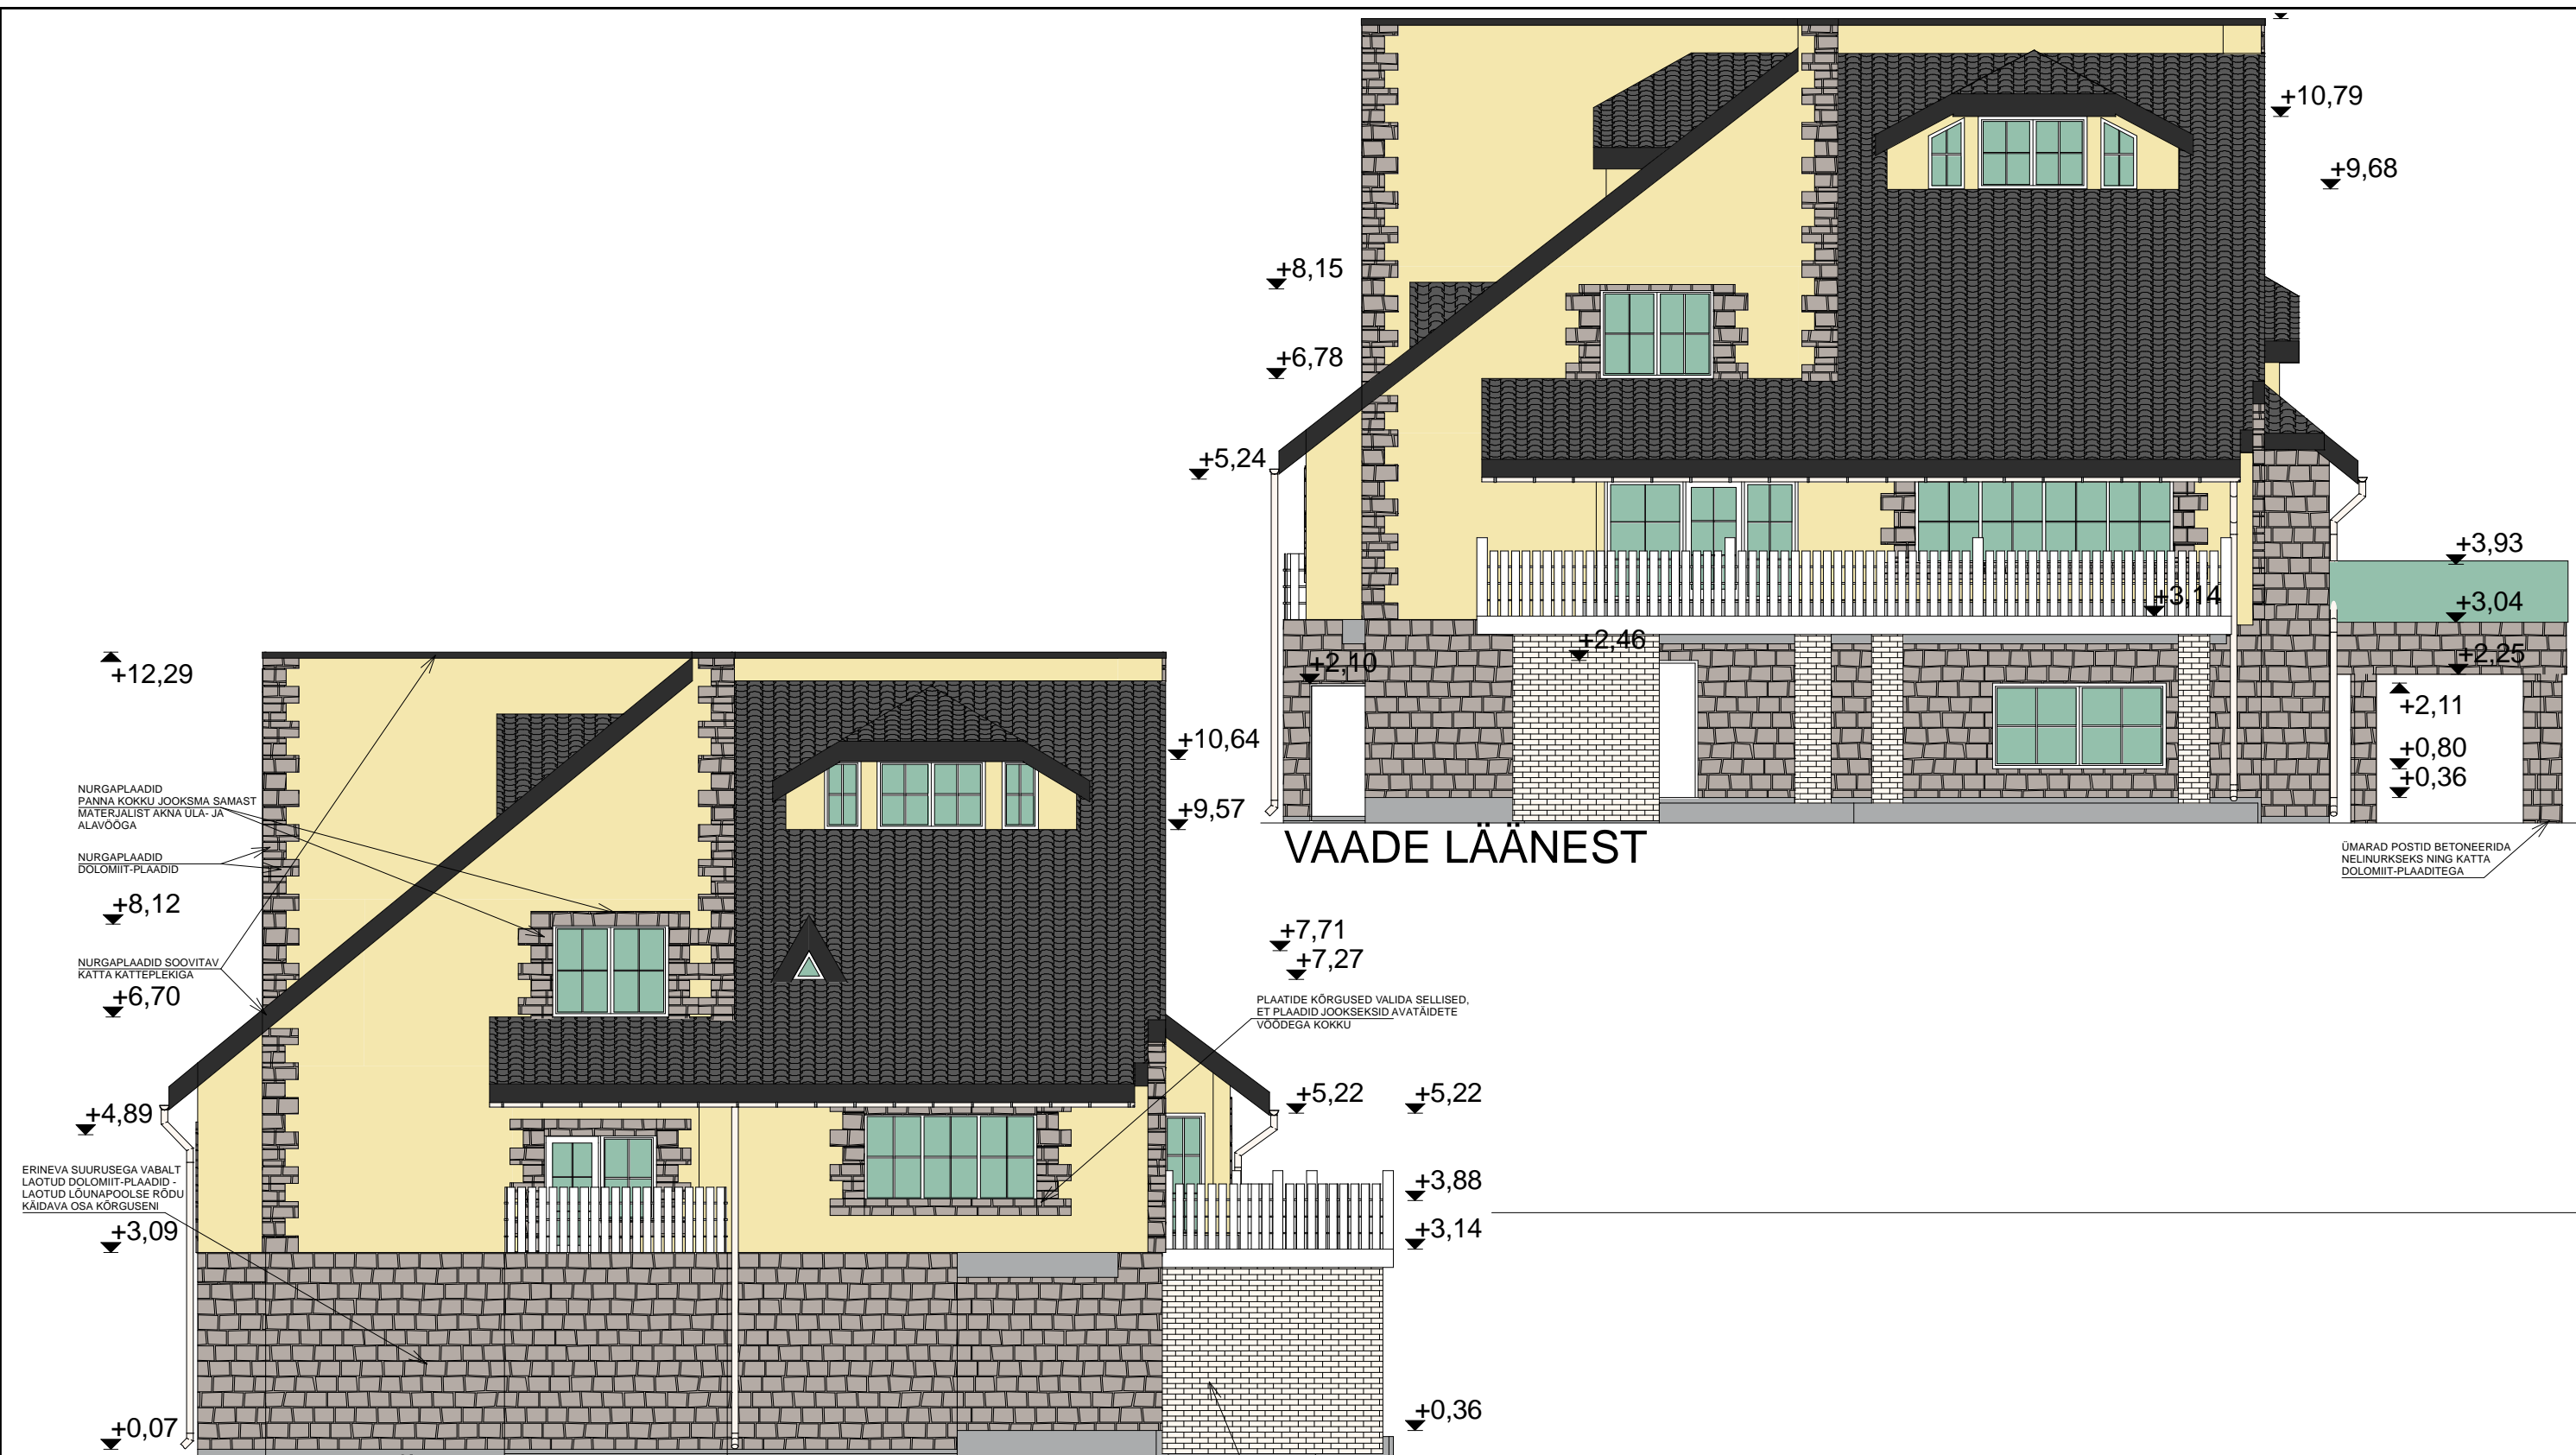 +10,79
+9,68
+8,15
+6,78
+5,24
+3,93
+3,14
+3,04
+2,46
+2,10
+2,25
+2,11
+0,80
+0,36
VAADE LÄÄNEST
ÜMARAD POSTID BETONEERIDA
NELINURKSEKS NING KATTA
DOLOMIIT-PLAADITEGA
+12,29
+10,64
NURGAPLAADID
PANNA KOKKU JOOKSMA SAMAST
MATERJALIST AKNA ÜLA- JA
ALAVÖÖGA
+9,57
NURGAPLAADID
DOLOMIIT-PLAADID
+8,12
+7,71
+7,27
NURGAPLAADID SOOVITAV
KATTA KATTEPLEKIGA
+6,70
PLAATIDE KÕRGUSED VALIDA SELLISED,
ET PLAADID JOOKSEKSID AVATÄIDETE
VÖÖDEGA KOKKU
+5,22
+5,22
+4,89
ERINEVA SUURUSEGA VABALT
LAOTUD DOLOMIIT-PLAADID -
LAOTUD LÕUNAPOOLSE RÕDU
KÄIDAVA OSA KÕRGUSENI
+3,88
+3,09
+3,14
+0,36
+0,07